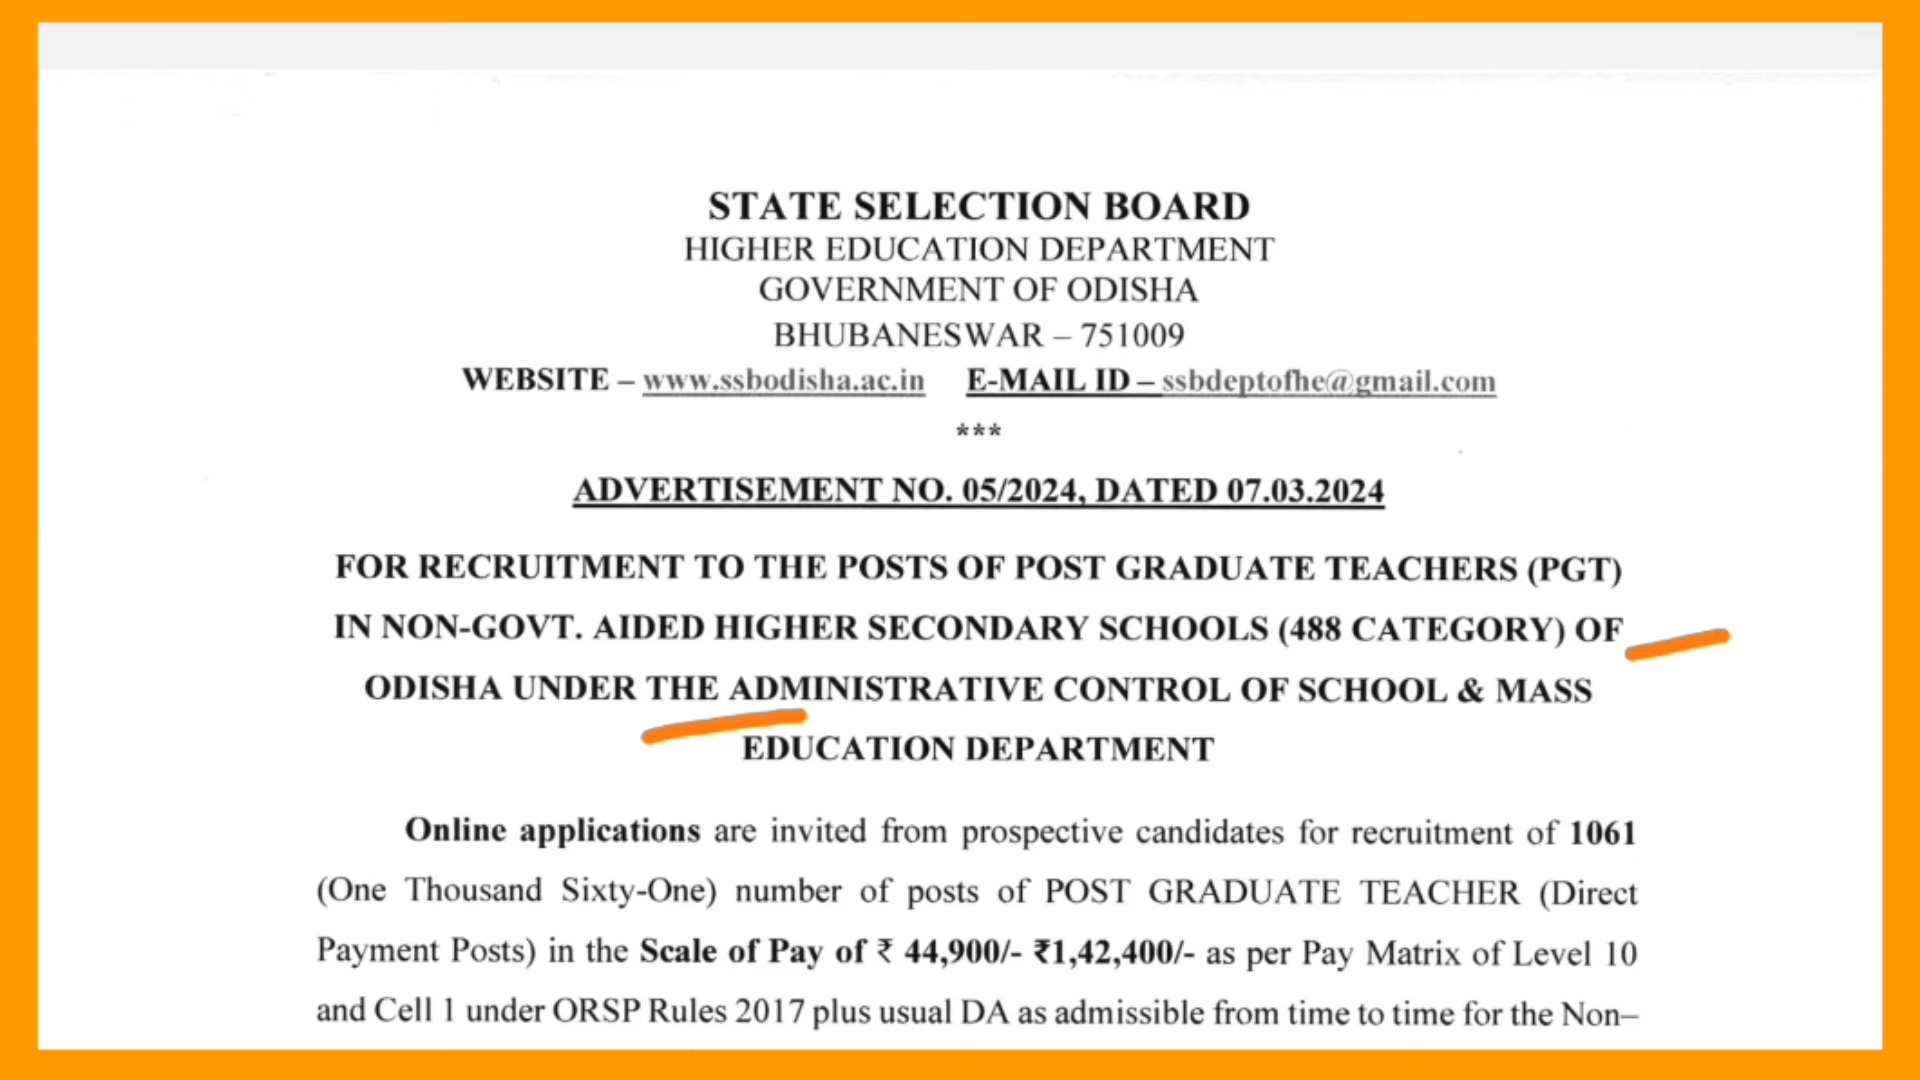 STATE SELECTION BOARD
HIGHER EDUCATION DEPARTMENT
GOVERNMENT OF ODISHA
BHUBANESWAR – 751009
WEBSITE – www.ssbodisha.ac.in E-MAIL ID – ssbdeptofhe@gmail.com
***
ADVERTISEMENT NO. 05/2024, DATED 07.03.2024
FOR RECRUITMENT TO THE POSTS OF POST GRADUATE TEACHERS (PGT)
IN NON-GOVT. AIDED HIGHER SECONDARY SCHOOLS (488 CATEGORY) OF
ODISHA UNDER THE ADMINISTRATIVE CONTROL OF SCHOOL & MASS
EDUCATION DEPARTMENT
Online applications are invited from prospective candidates for recruitment of 1061
(One Thousand Sixty-One) number of posts of POST GRADUATE TEACHER (Direct
Payment Posts) in the Scale of Pay of ₹ 44,900/- ₹1,42,400/- as per Pay Matrix of Level 10
and Cell 1 under ORSP Rules 2017 plus usual DA as admissible from time to time for the Non–